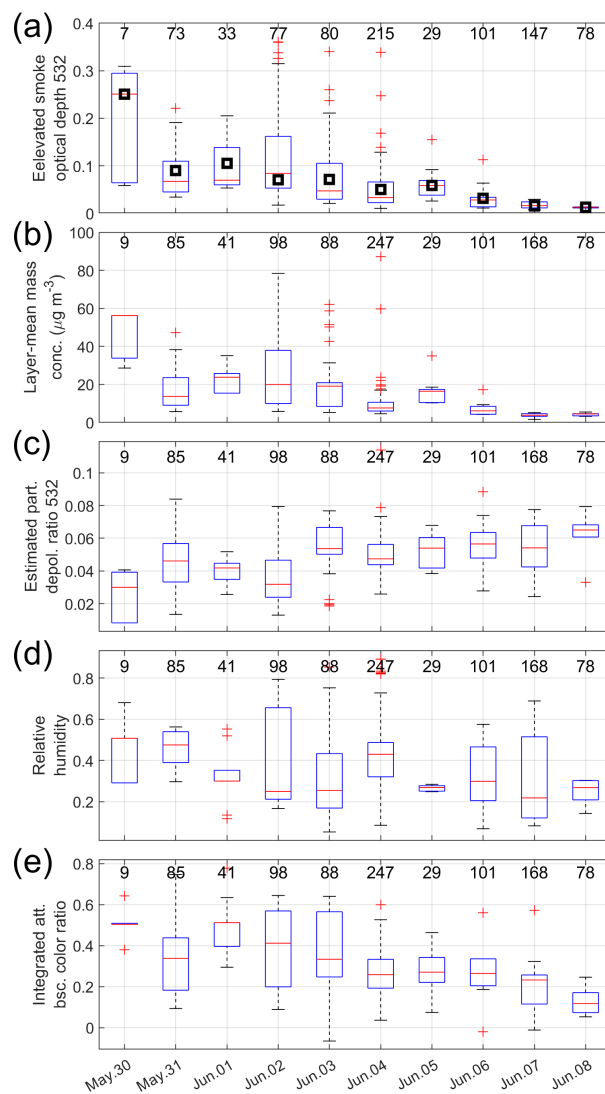 (a)
7 73 33 77 80 215 29 101 147 78
Eelevated smoke
optical depth 532
0.4
0.3
0.2
0.1
0
(b)
9 85 41 98 88 247 29 101 168 78
Layer-mean mass
conc. (μg m⁻³)
100
80
60
40
20
0
(c)
9 85 41 98 88 247 29 101 168 78
Estimated part.
depol. ratio 532
0.1
0.08
0.06
0.04
0.02
(d)
9 85 41 98 88 247 29 101 168 78
Relative
humidity
0.8
0.6
0.4
0.2
0
(e)
9 85 41 98 88 247 29 101 168 78
Integrated att.
bsc. color ratio
0.8
0.6
0.4
0.2
0
May.30 May.31 Jun.01 Jun.02 Jun.03 Jun.04 Jun.05 Jun.06 Jun.07 Jun.08